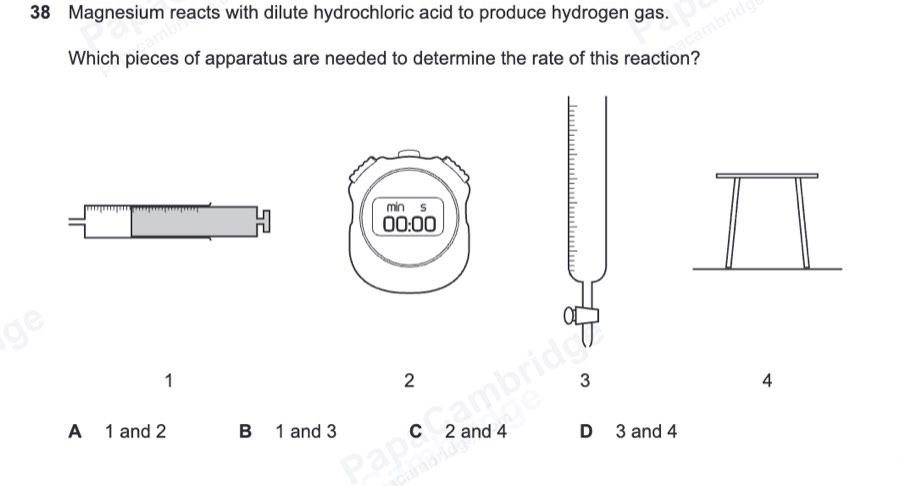 38 Magnesium reacts with dilute hydrochloric acid to produce hydrogen gas.
Which pieces of apparatus are needed to determine the rate of this reaction?
min s
00:00
1 2 3 4
A 1 and 2 B 1 and 3 C 2 and 4 D 3 and 4
PapaCambridge